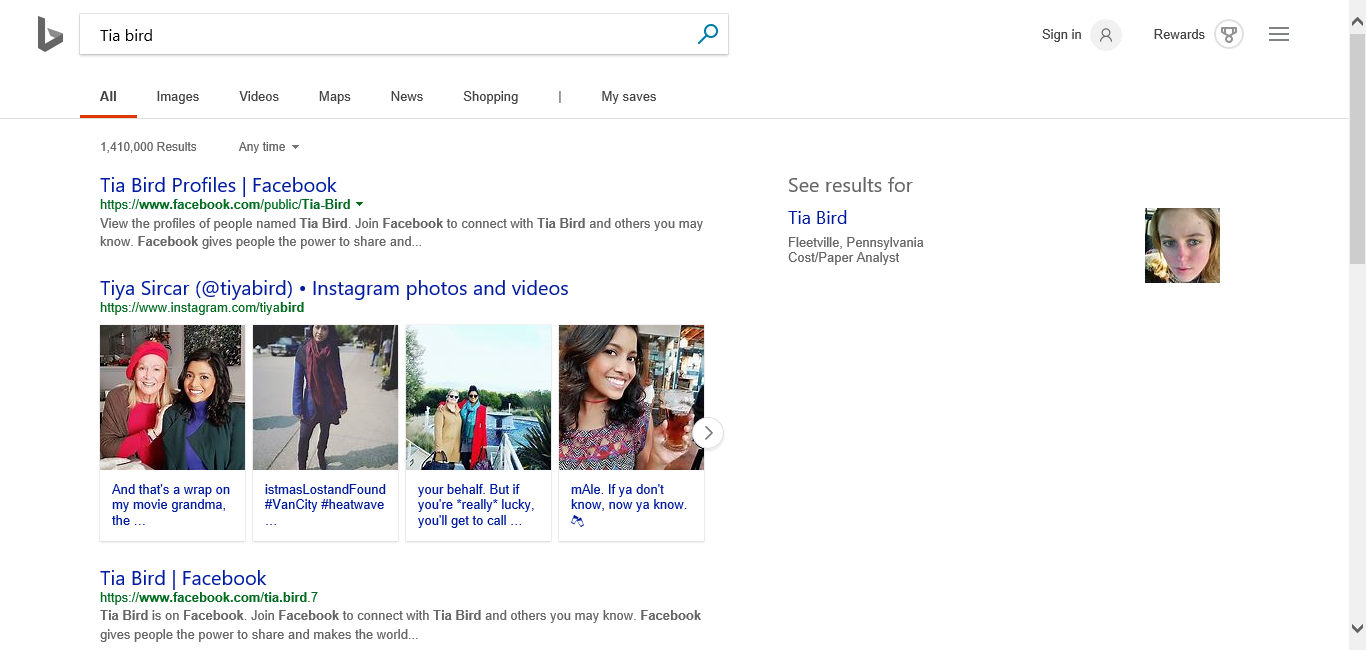 Tia bird
Sign in
Rewards
All Images Videos Maps News Shopping | My saves
1,410,000 Results Any time
Tia Bird Profiles | Facebook
https://www.facebook.com/public/Tia-Bird
View the profiles of people named Tia Bird. Join Facebook to connect with Tia Bird and others you may
know. Facebook gives people the power to share and...
Tiya Sircar (@tiyabird) • Instagram photos and videos
https://www.instagram.com/tiyabird
And that's a wrap on
my movie grandma,
the ...
istmasLostandFound
#VanCity #heatwave
...
your behalf. But if
you're *really* lucky,
you'll get to call ...
mAle. If ya don't
know, now ya know.
Tia Bird | Facebook
https://www.facebook.com/tia.bird.7
Tia Bird is on Facebook. Join Facebook to connect with Tia Bird and others you may know. Facebook
gives people the power to share and makes the world...
See results for
Tia Bird
Fleetville, Pennsylvania
Cost/Paper Analyst